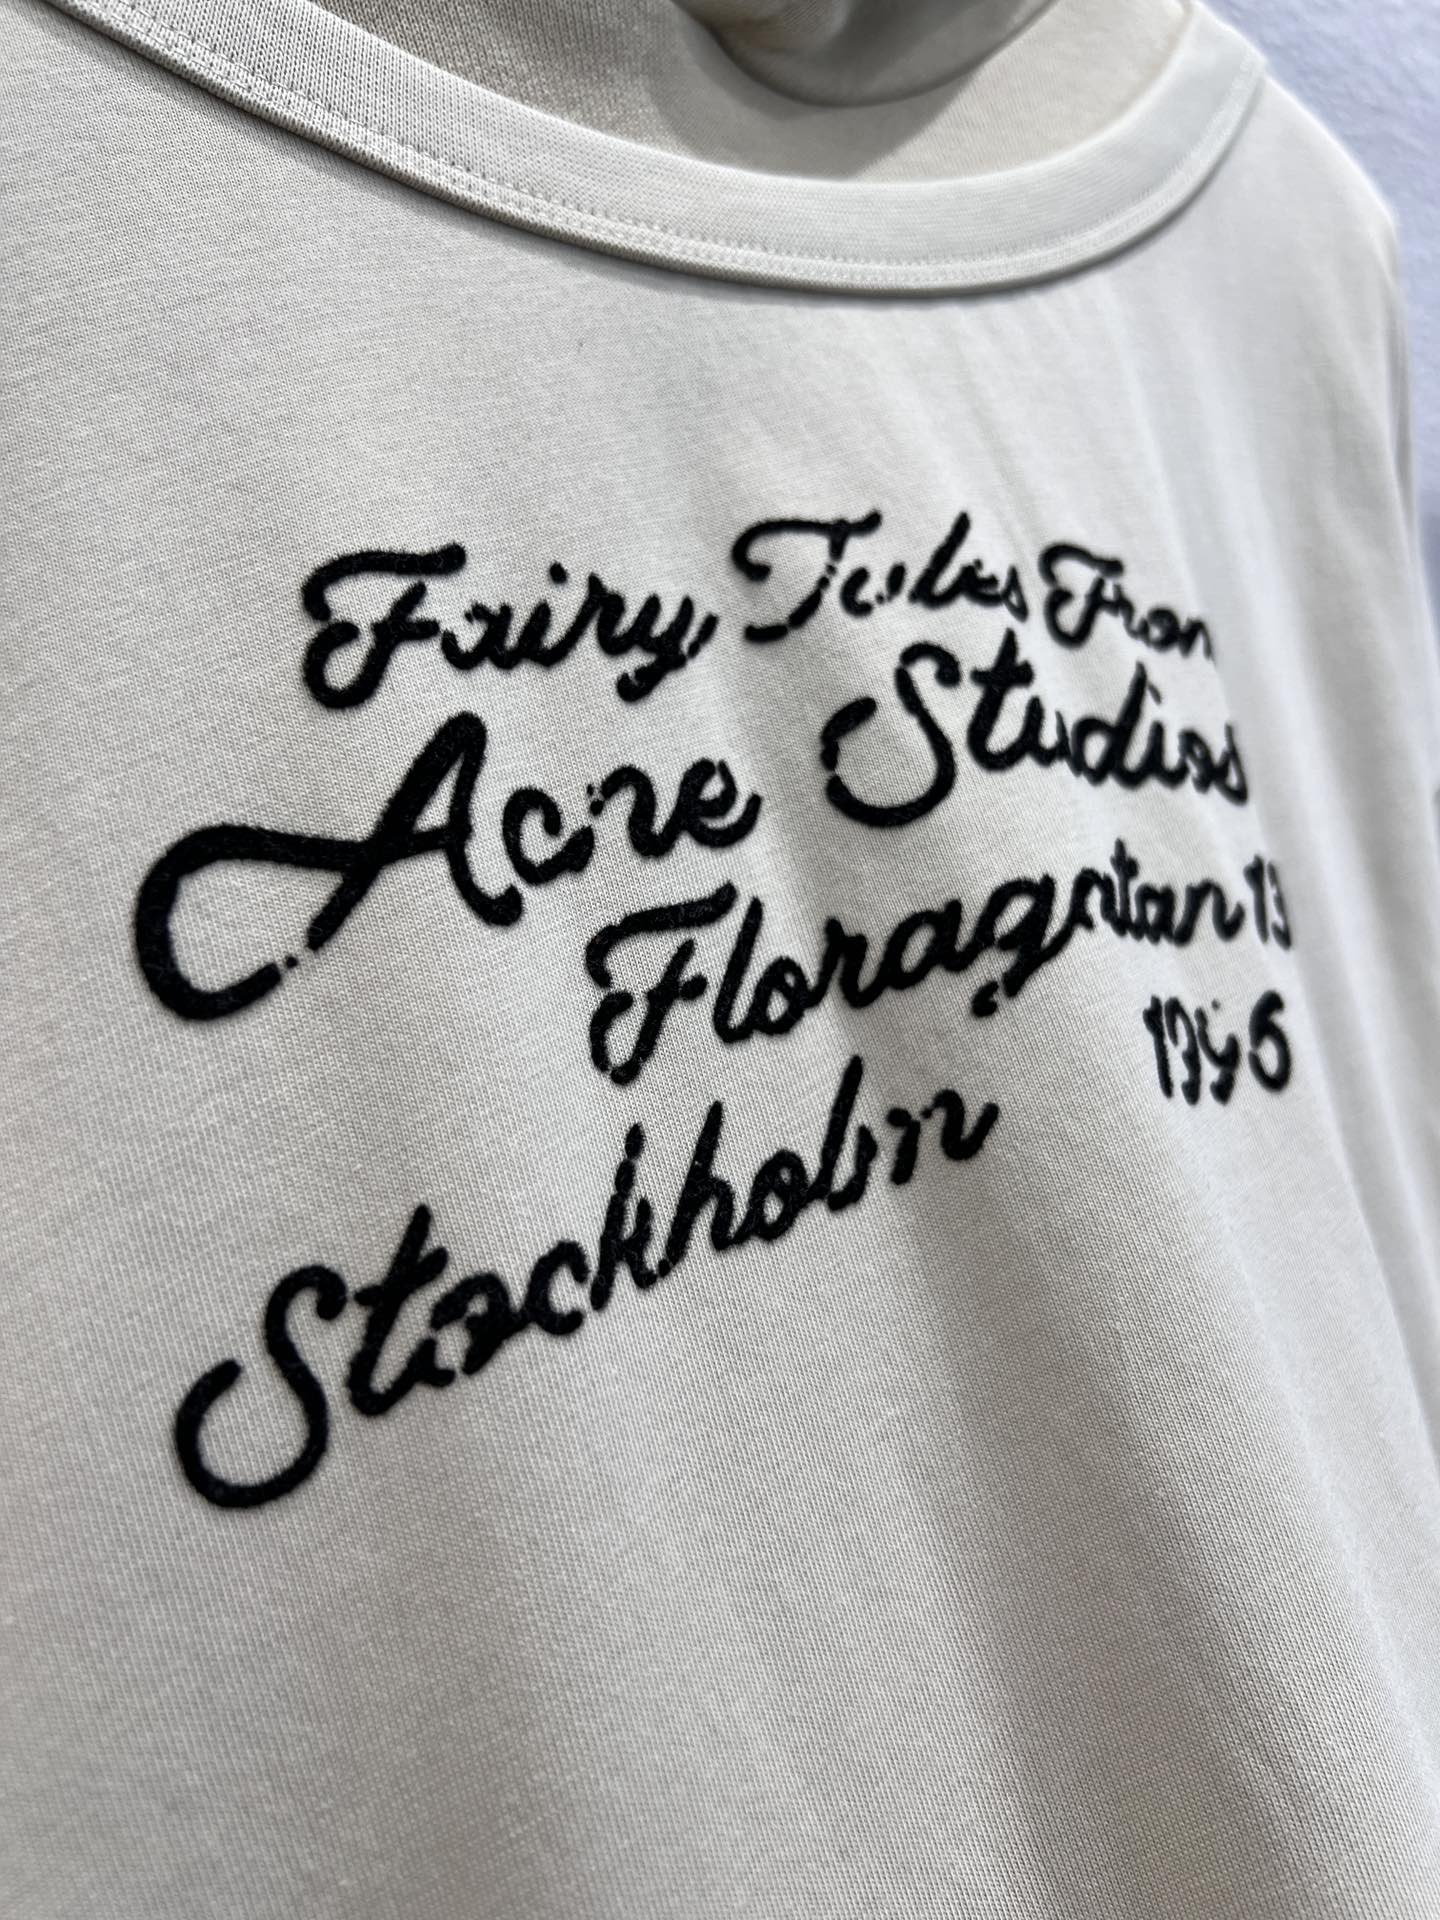 Fairy Tales From
Acne Studios
Floragatan 13
1996
Stockholm